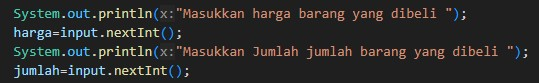 System.out.println(x:"Masukkan harga barang yang dibeli ");
harga=input.nextInt();
System.out.println(x:"Masukkan Jumlah jumlah barang yang dibeli ");
jumlah=input.nextInt();